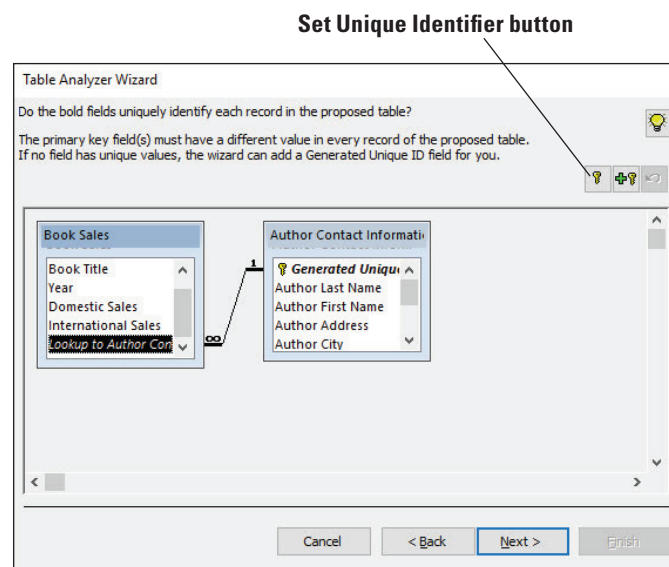 Set Unique Identifier button
Table Analyzer Wizard
Do the bold fields uniquely identify each record in the proposed table?
The primary key field(s) must have a different value in every record of the proposed table.
If no field has unique values, the wizard can add a Generated Unique ID field for you.
Book Sales
Book Title
Year
Domestic Sales
International Sales
Lookup to Author Con
1
∞
Author Contact Informati
Generated Uniqu
Author Last Name
Author First Name
Author Address
Author City
Cancel
< Back
Next >
Finish